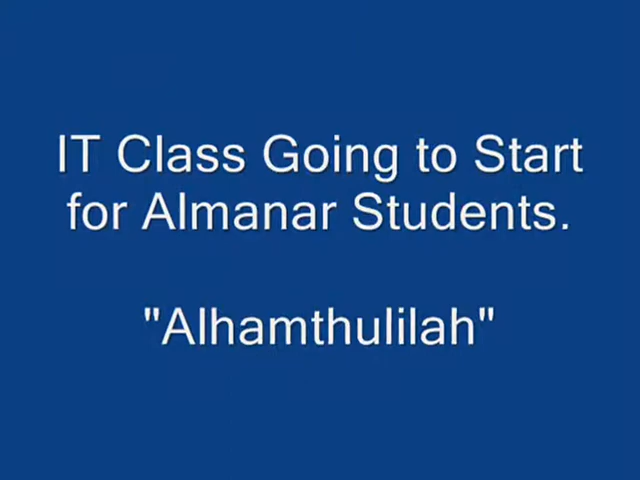 IT Class Going to Start
for Almanar Students.
"Alhamthulilah"